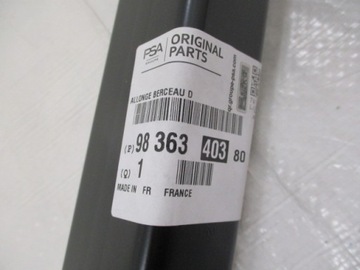 PSA
ORIGINAL
PARTS
ALLONGE BERCEAU D
(P) 98 363 403 80
(Q) 1
MADE IN FR FRANCE